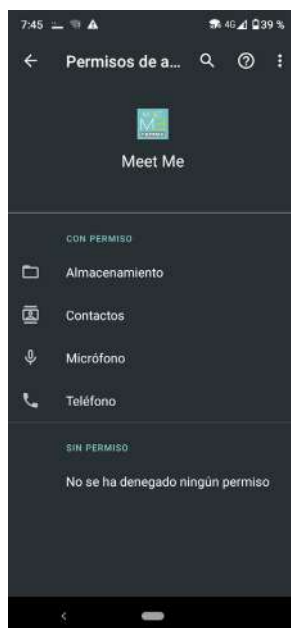 7:45 4G 39 %
Permisos de a...
Meet Me
CON PERMISO
Almacenamiento
Contactos
Micrófono
Teléfono
SIN PERMISO
No se ha denegado ningún permiso